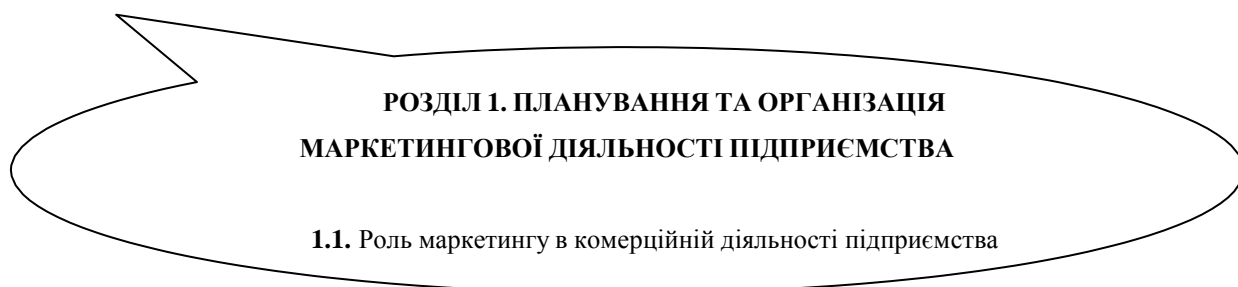 РОЗДІЛ 1. ПЛАНУВАННЯ ТА ОРГАНІЗАЦІЯ
МАРКЕТИНГОВОЇ ДІЯЛЬНОСТІ ПІДПРИЄМСТВА
1.1. Роль маркетингу в комерційній діяльності підприємства